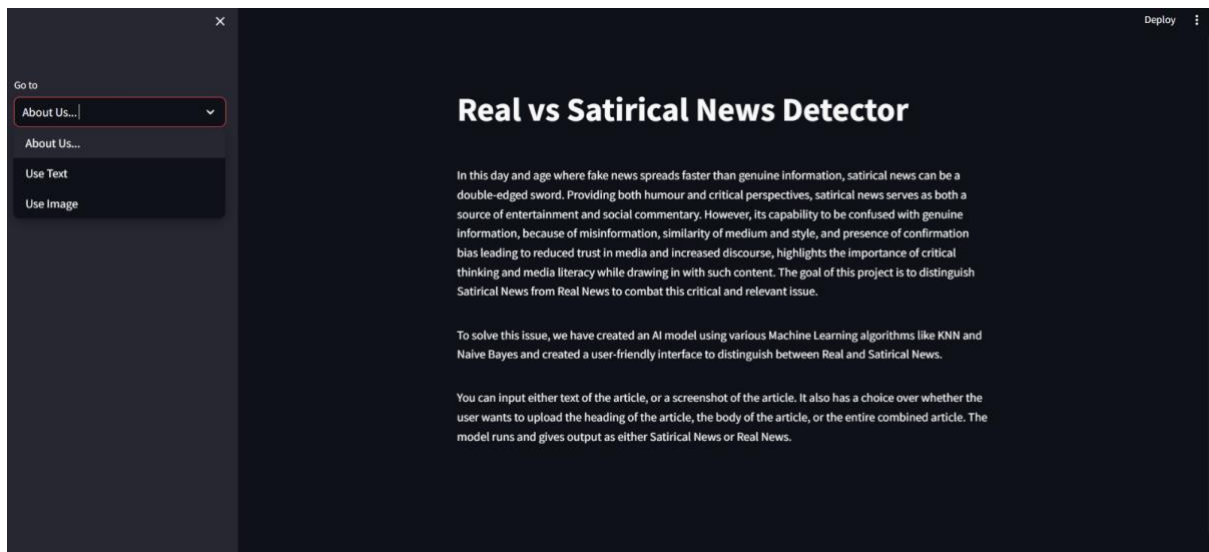 Deploy
Go to
About Us...
About Us...
Use Text
Use Image
Real vs Satirical News Detector
In this day and age where fake news spreads faster than genuine information, satirical news can be a
double-edged sword. Providing both humour and critical perspectives, satirical news serves as both a
source of entertainment and social commentary. However, its capability to be confused with genuine
information, because of misinformation, similarity of medium and style, and presence of confirmation
bias leading to reduced trust in media and increased discourse, highlights the importance of critical
thinking and media literacy while drawing in with such content. The goal of this project is to distinguish
Satirical News from Real News to combat this critical and relevant issue.
To solve this issue, we have created an AI model using various Machine Learning algorithms like KNN and
Naive Bayes and created a user-friendly interface to distinguish between Real and Satirical News.
You can input either text of the article, or a screenshot of the article. It also has a choice over whether the
user wants to upload the heading of the article, the body of the article, or the entire combined article. The
model runs and gives output as either Satirical News or Real News.